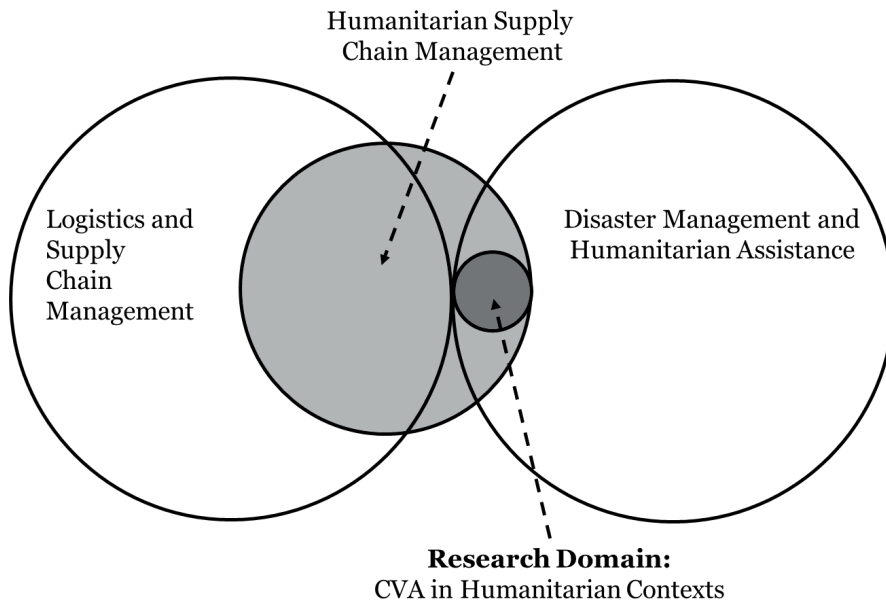 Humanitarian Supply
Chain Management
Logistics and
Supply
Chain
Management
Disaster Management and
Humanitarian Assistance
Research Domain:
CVA in Humanitarian Contexts